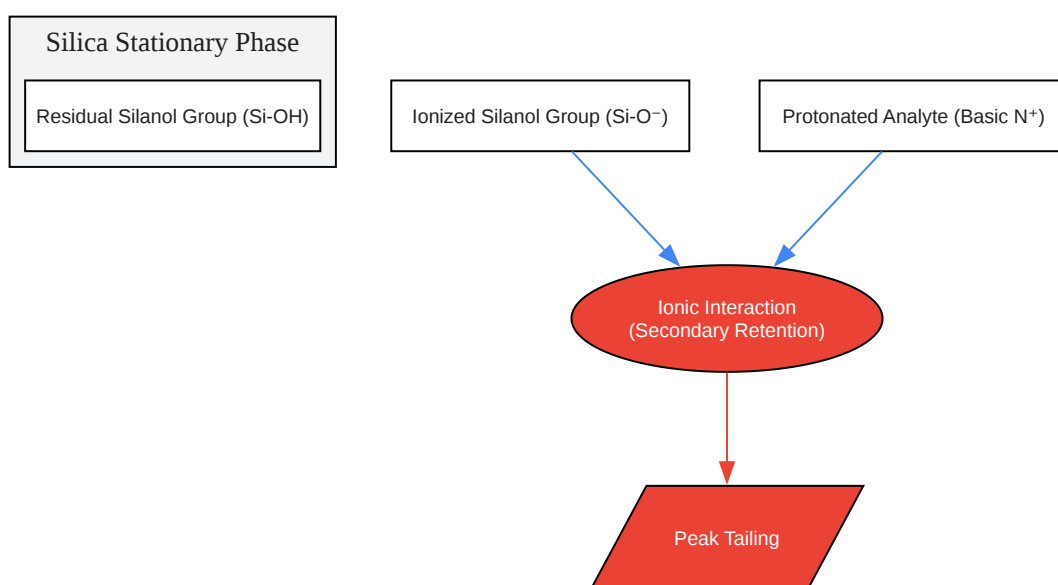 Silica Stationary Phase
Residual Silanol Group (Si-OH)
Ionized Silanol Group (Si-O⁻)
Protonated Analyte (Basic N⁺)
Ionic Interaction
(Secondary Retention)
Peak Tailing